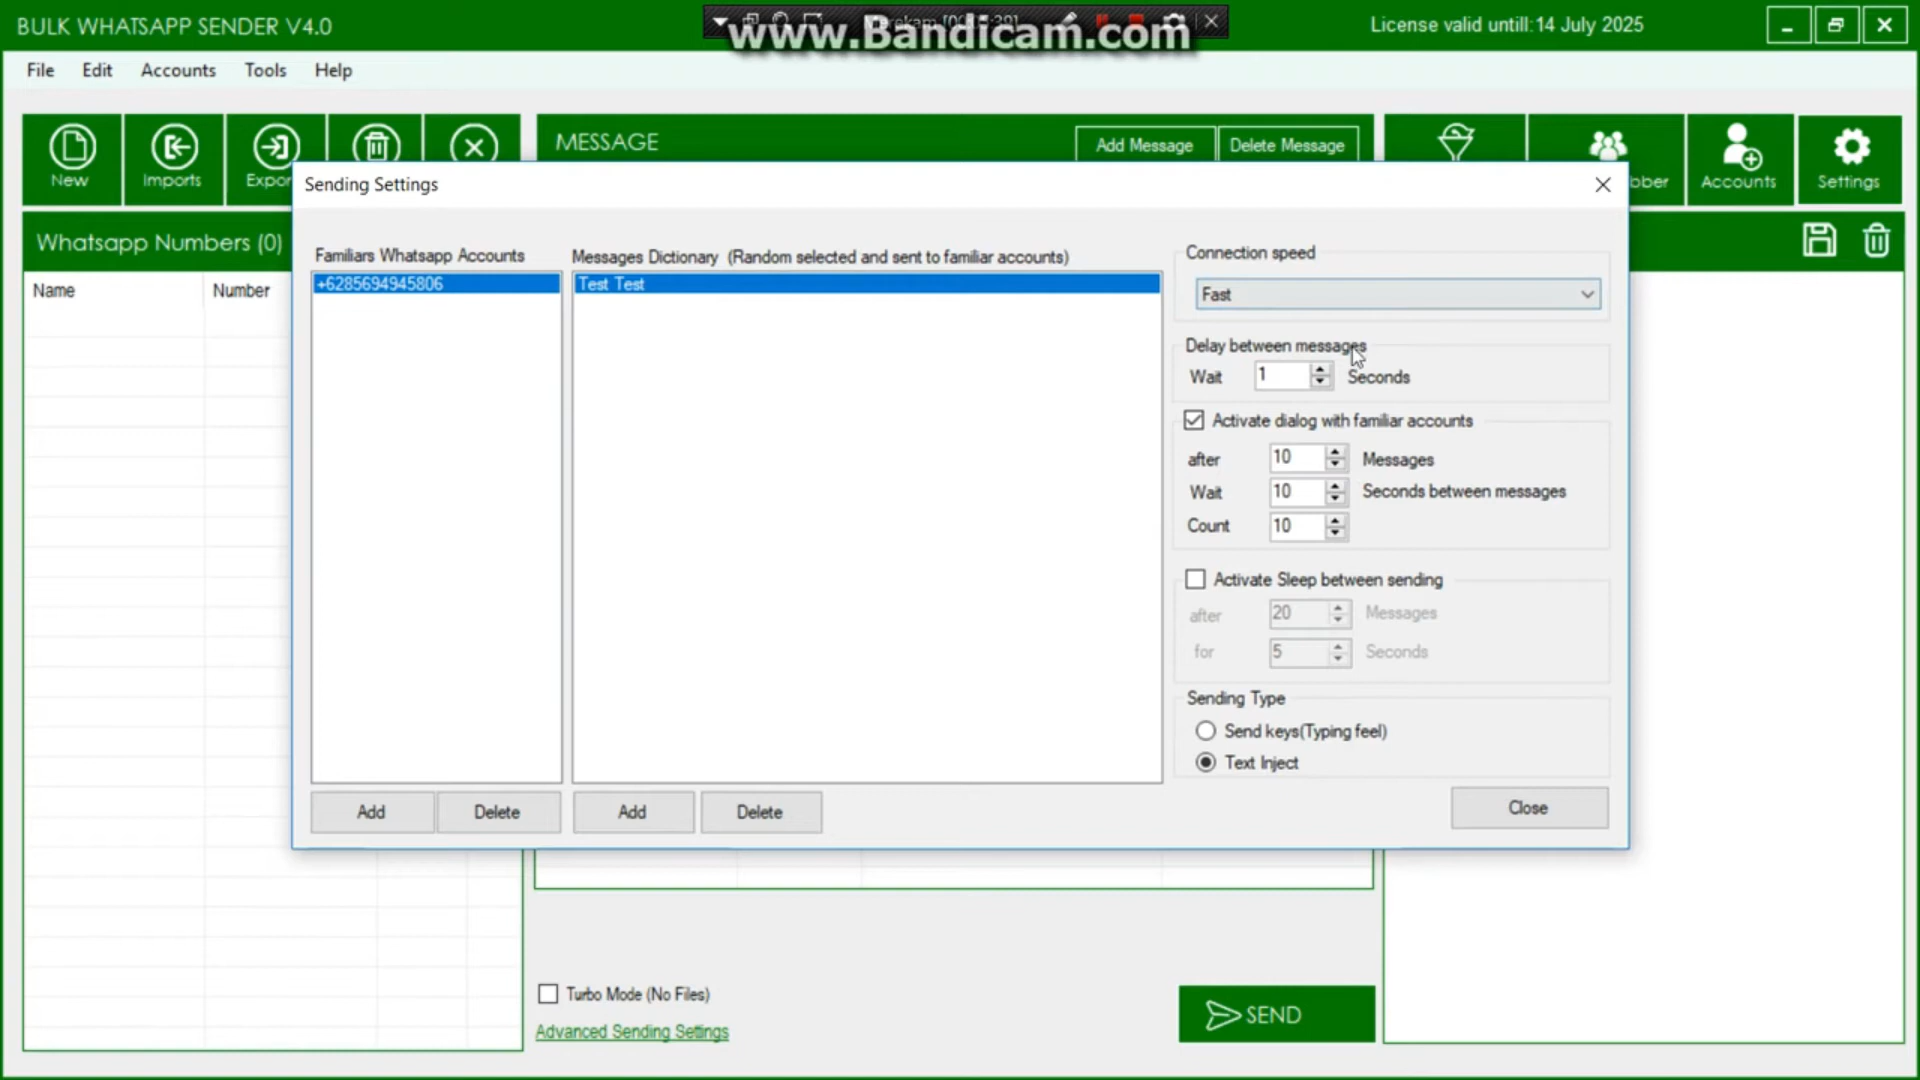 BULK WHATSAPP SENDER V4.0
www.Bandicam.com
License valid untill:14 July 2025
File Edit Accounts Tools Help
New Imports
MESSAGE
Add Message Delete Message
Accounts Settings
Whatsapp Numbers (0)
Name Number
Sending Settings
Familiars Whatsapp Accounts
+6285694945806
Messages Dictionary (Random selected and sent to familiar accounts)
Test Test
Connection speed
Fast
Delay between messages
Wait 1 Seconds
Activate dialog with familiar accounts
after 10 Messages
Wait 10 Seconds between messages
Count 10
Activate Sleep between sending
after 20 Messages
for 5 Seconds
Sending Type
Send keys(Typing feel)
Text Inject
Add Delete Add Delete
Close
Turbo Mode (No Files)
Advanced Sending Settings
SEND